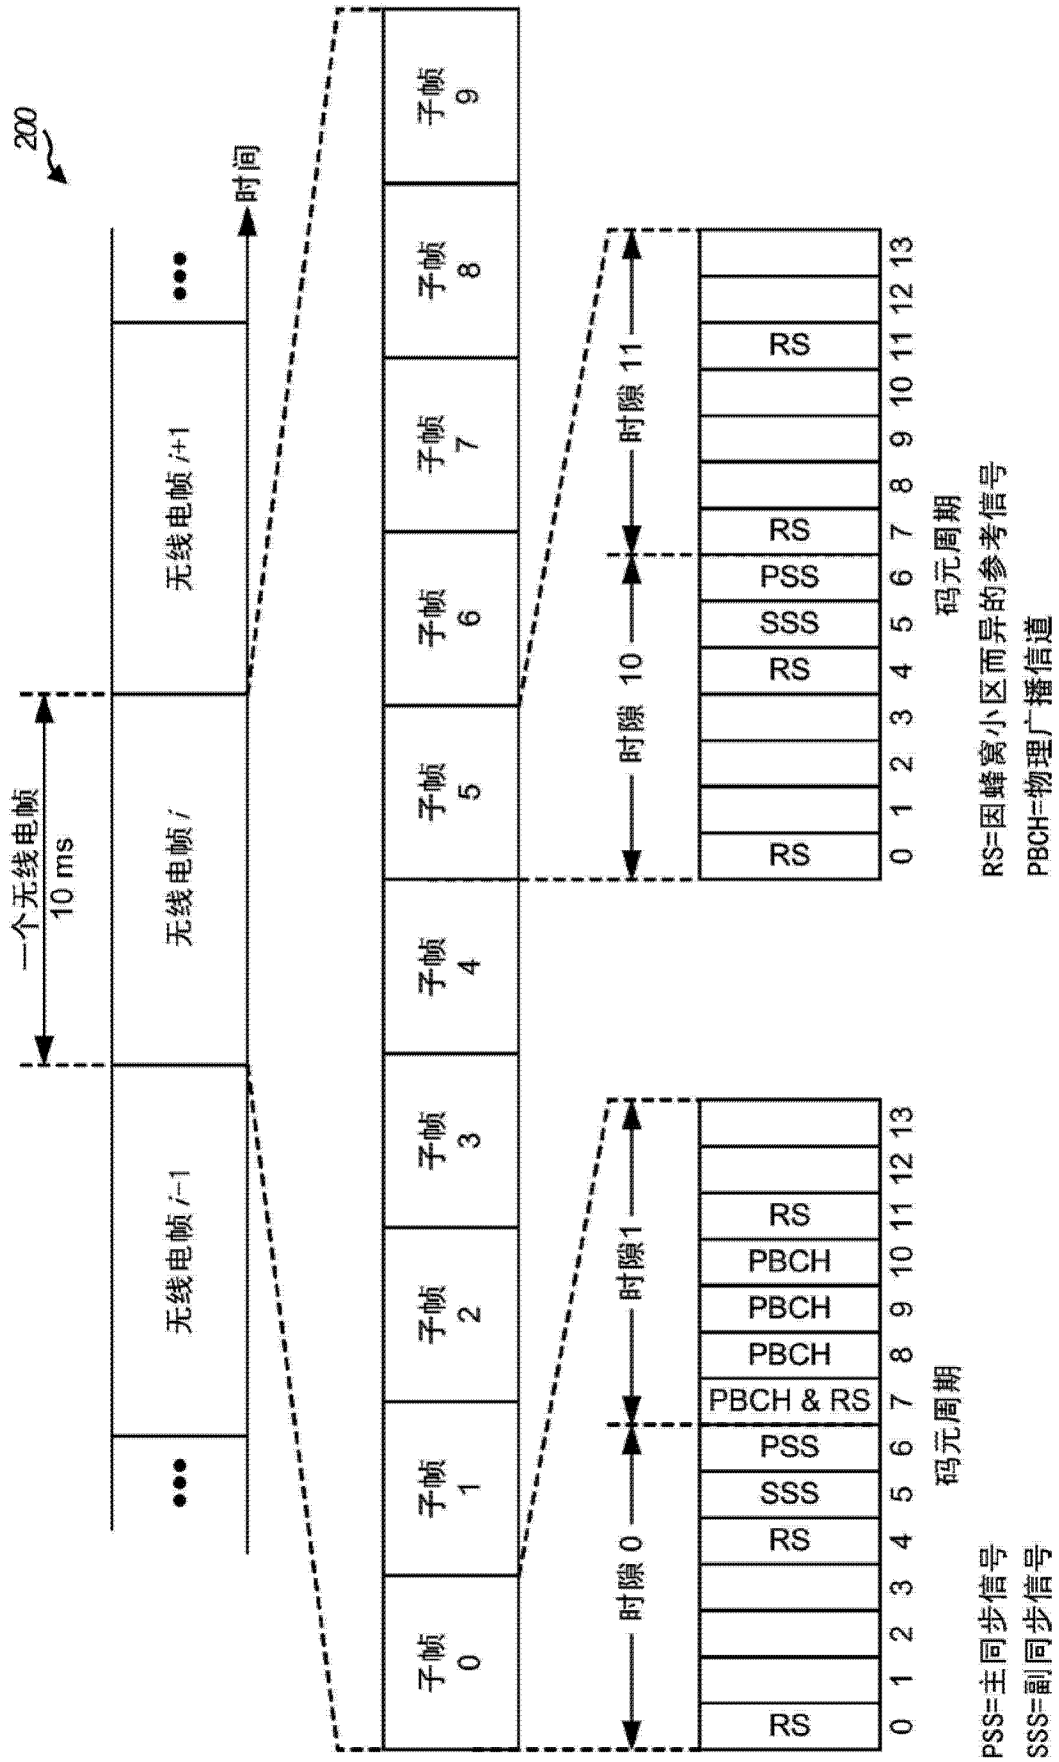 200
一个无线电帧
10 ms
•••
无线电帧 i−1
无线电帧 i
无线电帧 i+1
•••
时间
子帧
0
子帧
1
子帧
2
子帧
3
子帧
4
子帧
5
子帧
6
子帧
7
子帧
8
子帧
9
时隙 0
时隙1
时隙 10
时隙 11
RS
RS
SSS
PSS
PBCH & RS
PBCH
PBCH
PBCH
RS
0 1 2 3 4 5 6 7 8 9 10 11 12 13
码元周期
RS
RS
SSS
PSS
RS
RS
0 1 2 3 4 5 6 7 8 9 10 11 12 13
码元周期
PSS=主同步信号
SSS=副同步信号
RS=因蜂窝小区而异的参考信号
PBCH=物理广播信道